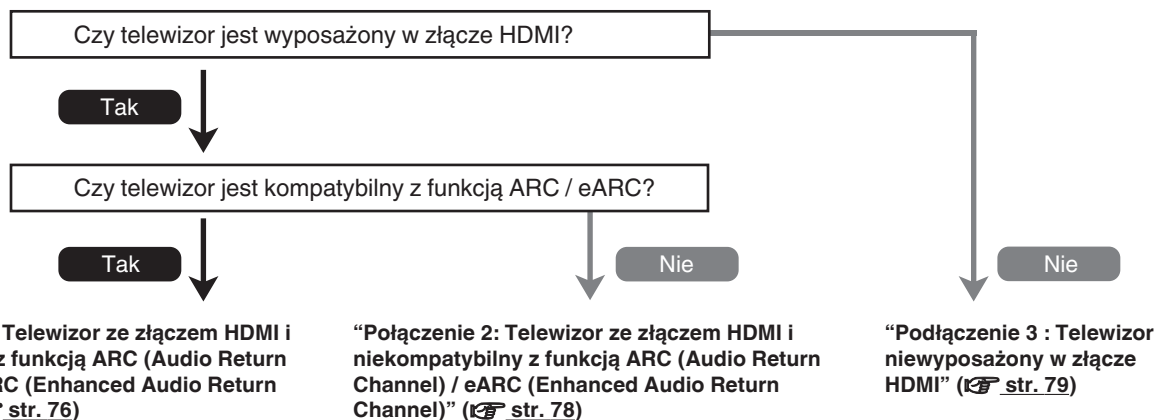 Czy telewizor jest wyposażony w złącze HDMI?
Tak
Czy telewizor jest kompatybilny z funkcją ARC / eARC?
Tak
Nie
Nie
Telewizor ze złączem HDMI i
z funkcją ARC (Audio Return
RC (Enhanced Audio Return
str. 76)
“Połączenie 2: Telewizor ze złączem HDMI i
niekompatybilny z funkcją ARC (Audio Return
Channel) / eARC (Enhanced Audio Return
Channel)” (☞ str. 78)
“Podłączenie 3 : Telewizor
niewyposażony w złącze
HDMI” (☞ str. 79)